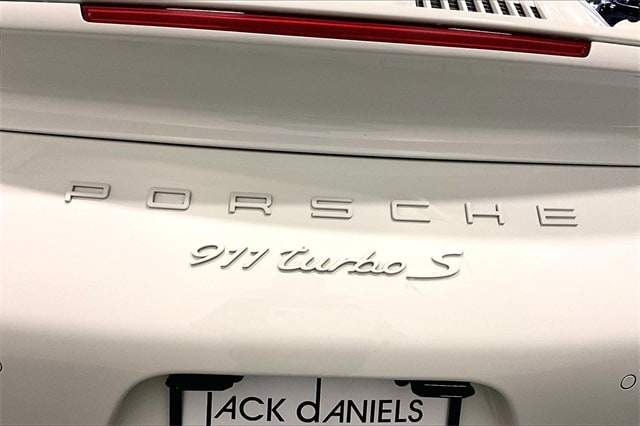 PORSCHE
911 turbo S
JACK dANIELS